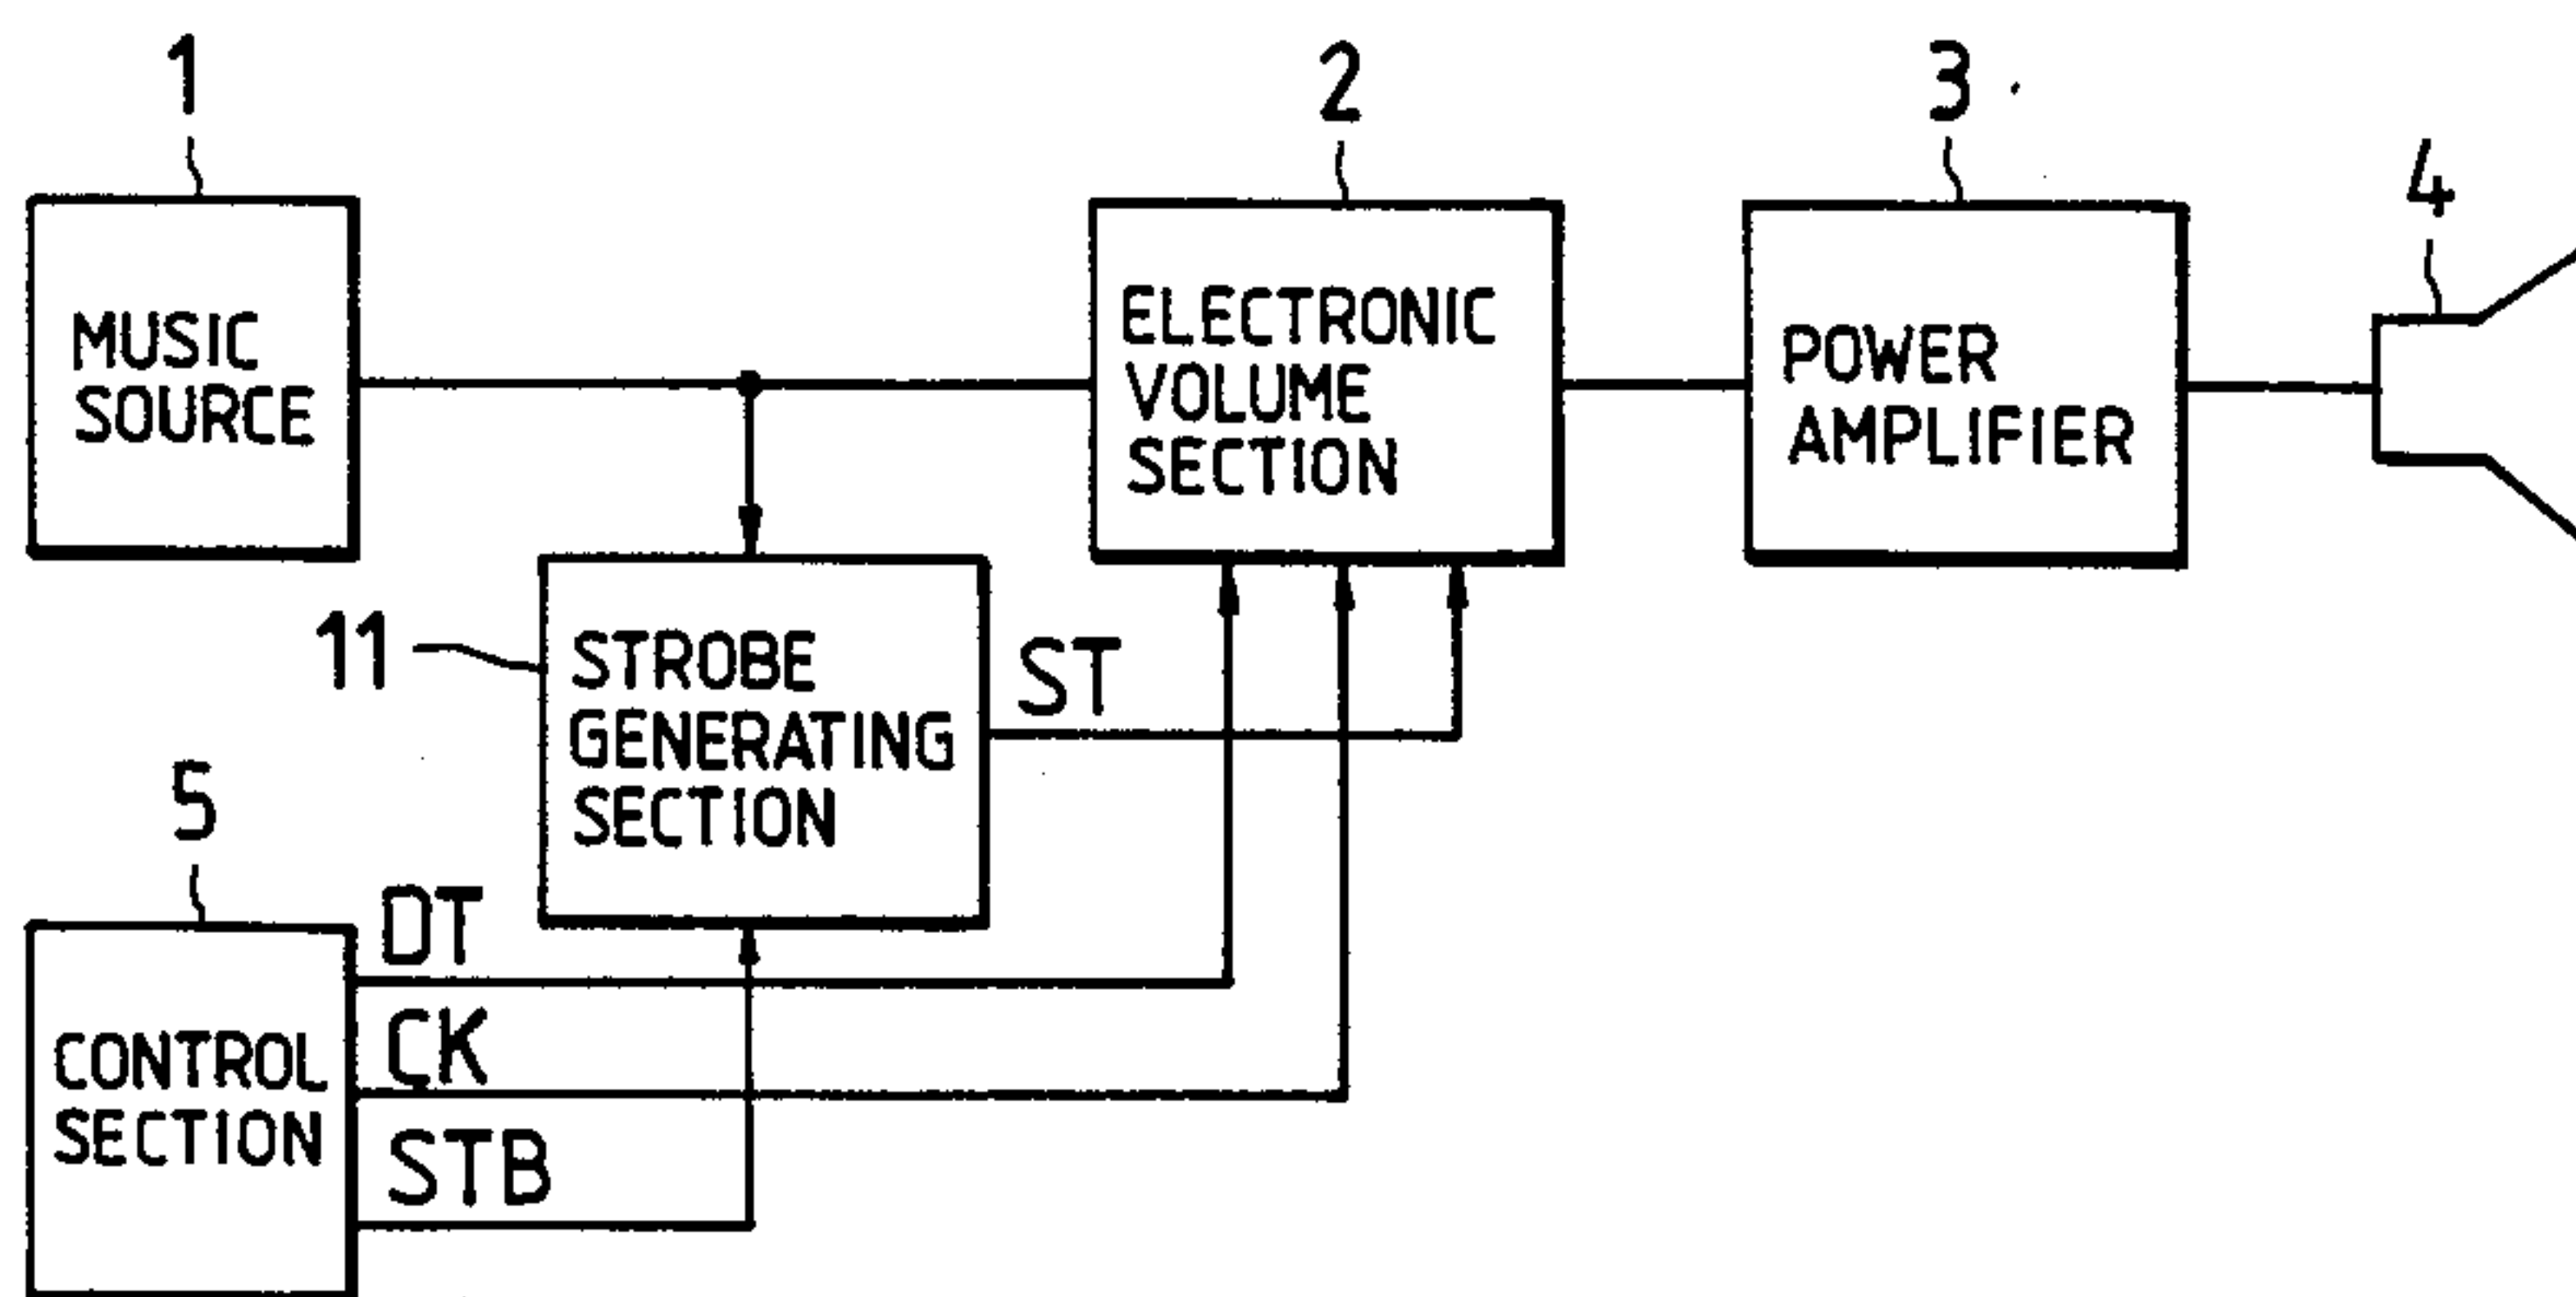 1
2
3
4
MUSIC
SOURCE
ELECTRONIC
VOLUME
SECTION
POWER
AMPLIFIER
11
STROBE
GENERATING
SECTION
ST
5
DT
CK
STB
CONTROL
SECTION